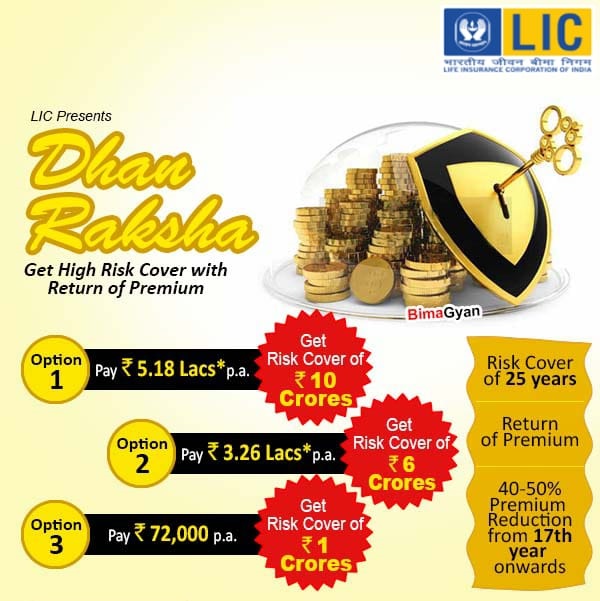 LIC
भारतीय जीवन बीमा निगम
LIFE INSURANCE CORPORATION OF INDIA
LIC Presents
Dhan
Raksha
Get High Risk Cover with
Return of Premium
BimaGyan
Option
1
Pay ₹ 5.18 Lacs* p.a.
Get
Risk Cover of
₹ 10
Crores
Option
2
Pay ₹ 3.26 Lacs* p.a.
Get
Risk Cover of
₹ 6
Crores
Option
3
Pay ₹ 72,000 p.a.
Get
Risk Cover of
₹ 1
Crores
Risk Cover
of 25 years
Return
of Premium
40-50%
Premium
Reduction
from 17th
year
onwards